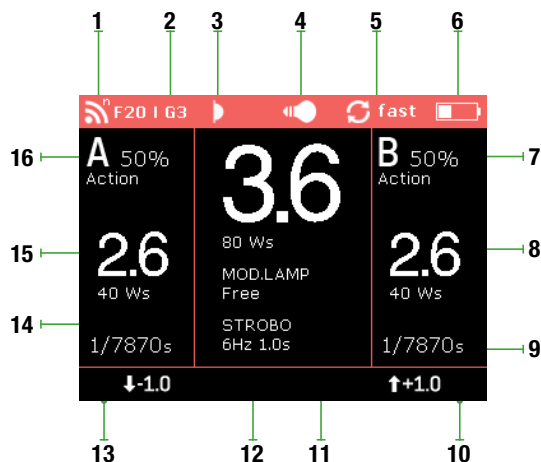 1 2 3 4 5 6
n F20 I G3 fast
16 A 50% 3.6 B 50% 7
Action Action
15 2.6 80 Ws 2.6 8
40 Ws MOD.LAMP 40 Ws
Free
14 STROBO
1/7870s 6Hz 1.0s 1/7870s 9
-1.0 +1.0
13 12 11 10